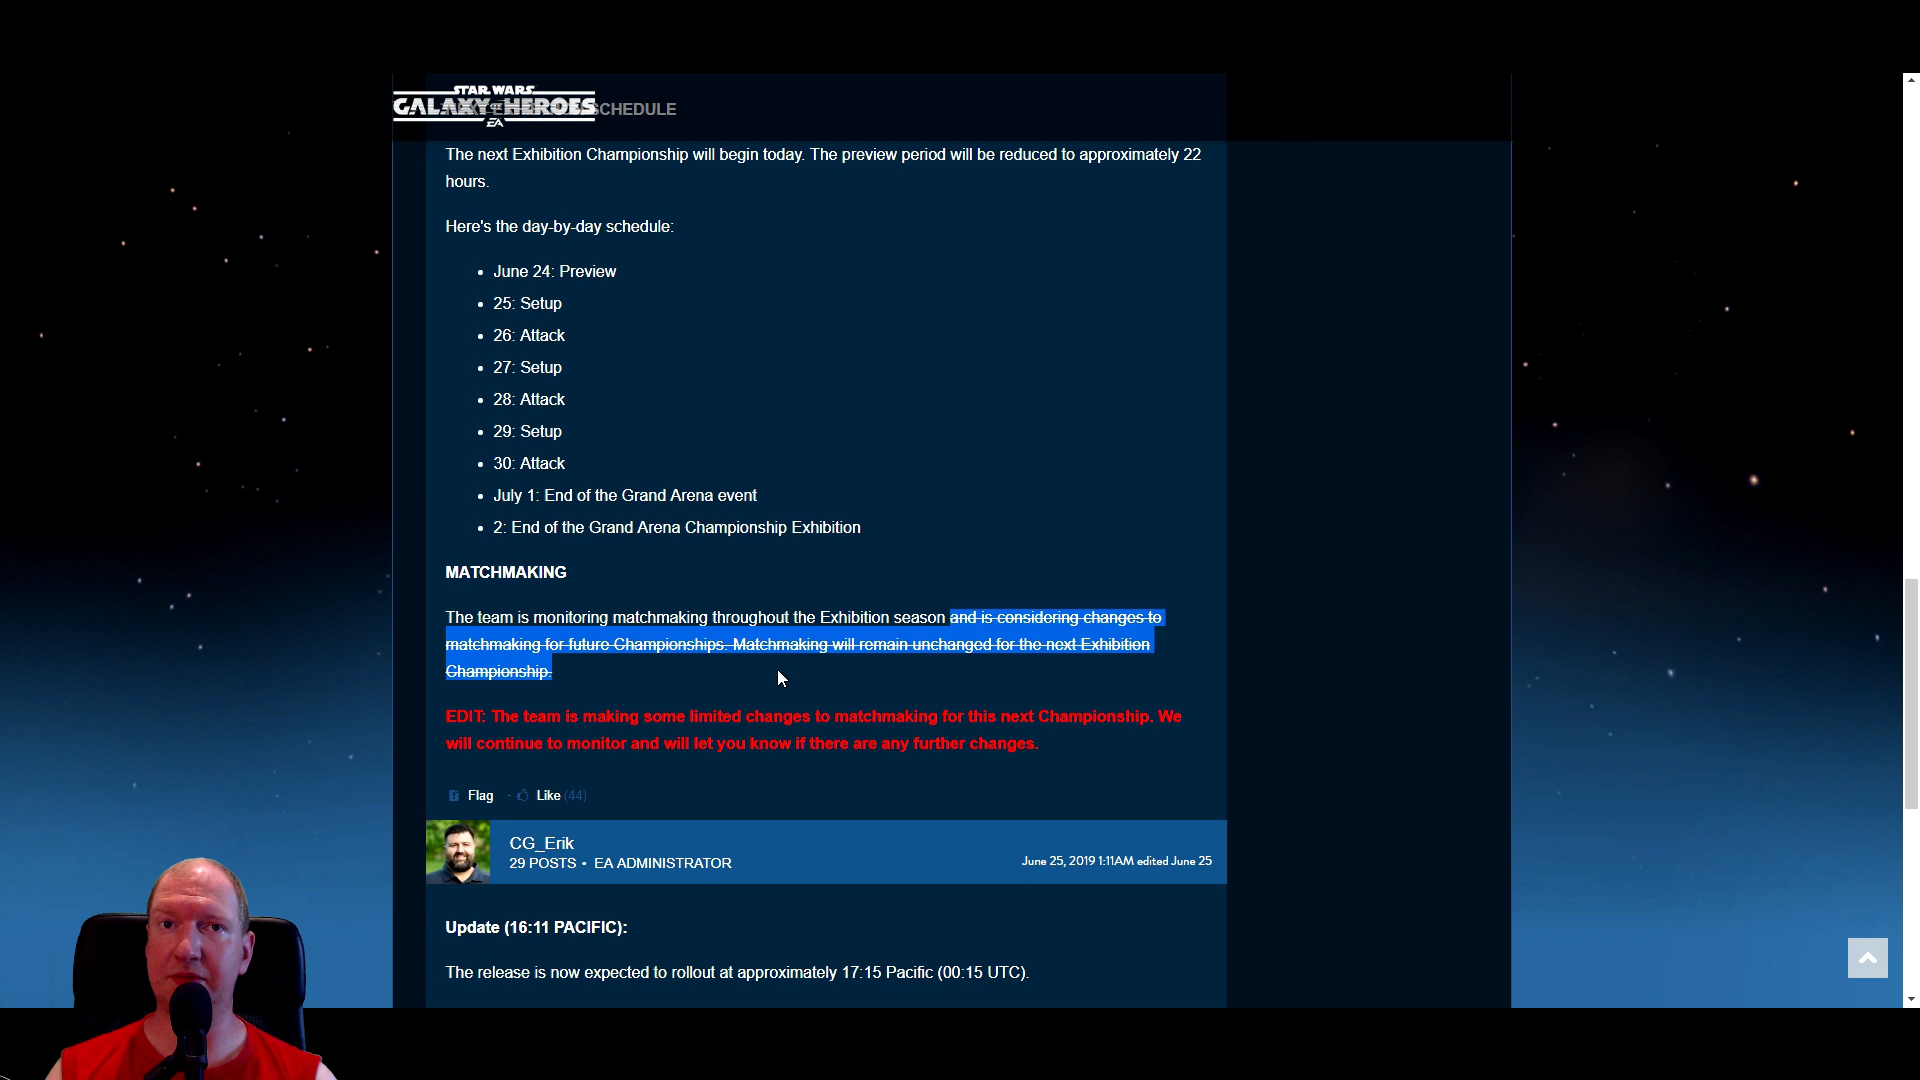 STAR WARS
GALAXY OF HEROES
EA
SCHEDULE
The next Exhibition Championship will begin today. The preview period will be reduced to approximately 22
hours.
Here's the day-by-day schedule:
June 24: Preview
25: Setup
26: Attack
27: Setup
28: Attack
29: Setup
30: Attack
July 1: End of the Grand Arena event
2: End of the Grand Arena Championship Exhibition
MATCHMAKING
The team is monitoring matchmaking throughout the Exhibition season and is considering changes to
matchmaking for future Championships. Matchmaking will remain unchanged for the next Exhibition
Championship.
EDIT: The team is making some limited changes to matchmaking for this next Championship. We
will continue to monitor and will let you know if there are any further changes.
Flag · Like (44)
CG_Erik
29 POSTS • EA ADMINISTRATOR
June 25, 2019 1:11AM edited June 25
Update (16:11 PACIFIC):
The release is now expected to rollout at approximately 17:15 Pacific (00:15 UTC).